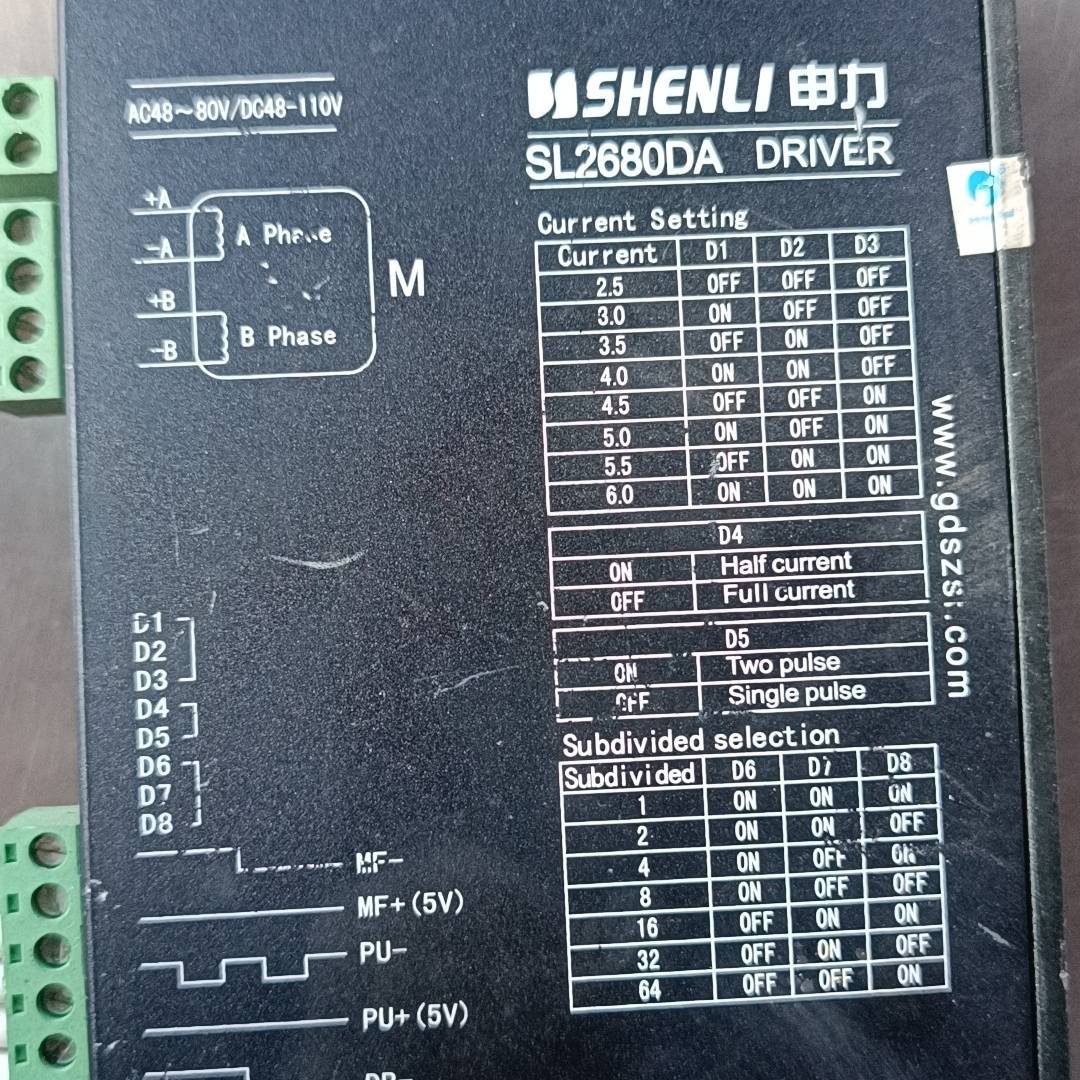 AC48~80V/DC48-110V
SHENLI 申力
SL2680DA DRIVER
+A
-A
+B
-B
A Phase
B Phase
M
Current Setting
Current D1 D2 D3
2.5 OFF OFF OFF
3.0 ON OFF OFF
3.5 OFF ON OFF
4.0 ON ON OFF
4.5 OFF OFF ON
5.0 ON OFF ON
5.5 OFF ON ON
6.0 ON ON ON
D4
ON Half current
OFF Full current
D5
ON Two pulse
OFF Single pulse
Subdivided selection
Subdivided D6 D7 D8
1 ON ON ON
2 ON ON OFF
4 ON OFF ON
8 ON OFF OFF
16 OFF ON ON
32 OFF ON OFF
64 OFF OFF ON
D1
D2
D3
D4
D5
D6
D7
D8
MF-
MF+(5V)
PU-
PU+(5V)